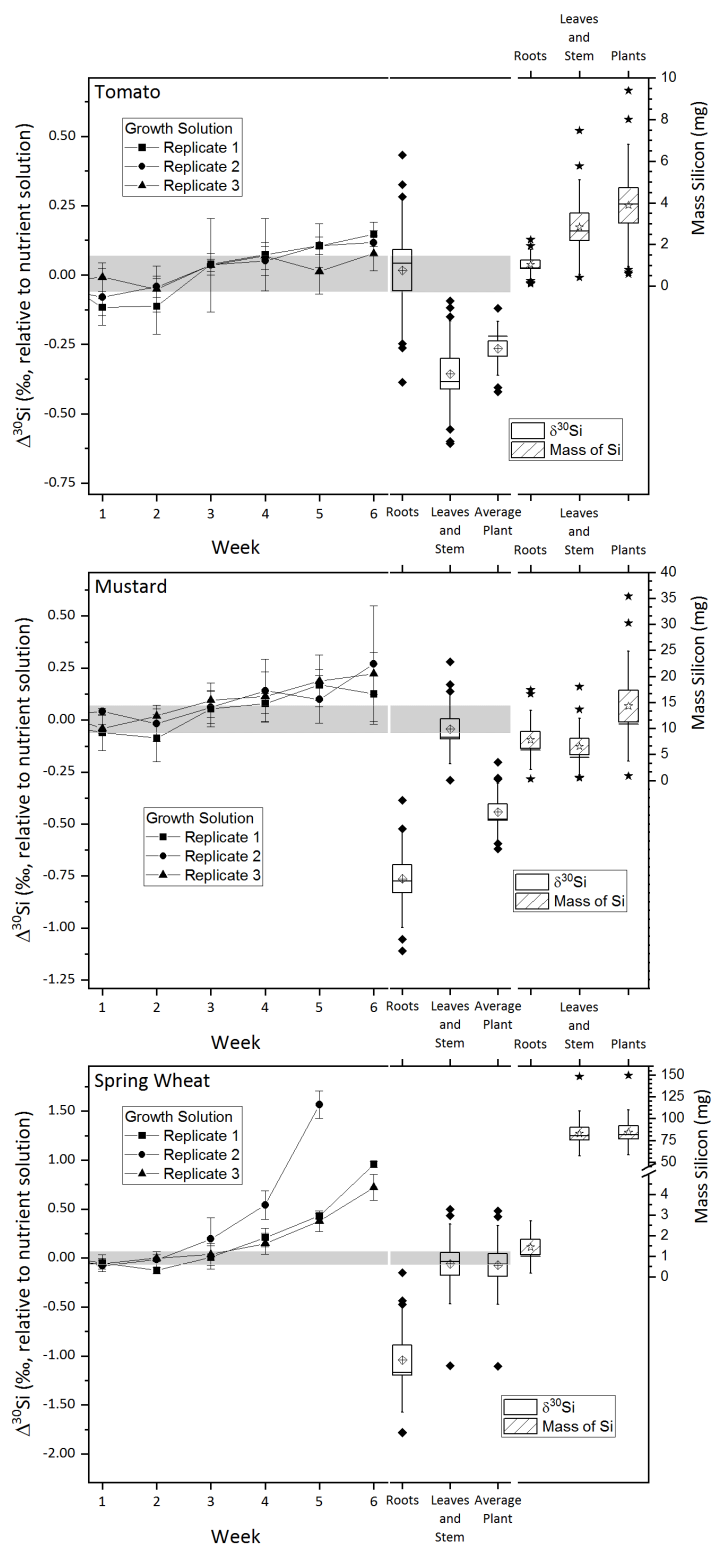 Leaves
and
Roots Stem Plants
Tomato
Growth Solution
Replicate 1
Replicate 2
Replicate 3
Δ³⁰Si (‰, relative to nutrient solution)
0.50
0.25
0.00
-0.25
-0.50
-0.75
10
8
6
4
2
0
Mass Silicon (mg)
δ³⁰Si
Mass of Si
1 2 3 4 5 6
Week
Roots Leaves and Stem Average Plant
Leaves
and
Roots Stem Plants
Mustard
Growth Solution
Replicate 1
Replicate 2
Replicate 3
Δ³⁰Si (‰, relative to nutrient solution)
0.50
0.25
0.00
-0.25
-0.50
-0.75
-1.00
-1.25
40
35
30
25
20
15
10
5
0
Mass Silicon (mg)
δ³⁰Si
Mass of Si
1 2 3 4 5 6
Week
Roots Leaves and Stem Average Plant
Leaves
and
Roots Stem Plants
Spring Wheat
Growth Solution
Replicate 1
Replicate 2
Replicate 3
Δ³⁰Si (‰, relative to nutrient solution)
1.50
1.00
0.50
0.00
-0.50
-1.00
-1.50
-2.00
150
125
100
75
50
4
3
2
1
0
Mass Silicon (mg)
δ³⁰Si
Mass of Si
1 2 3 4 5 6
Week
Roots Leaves and Stem Average Plant